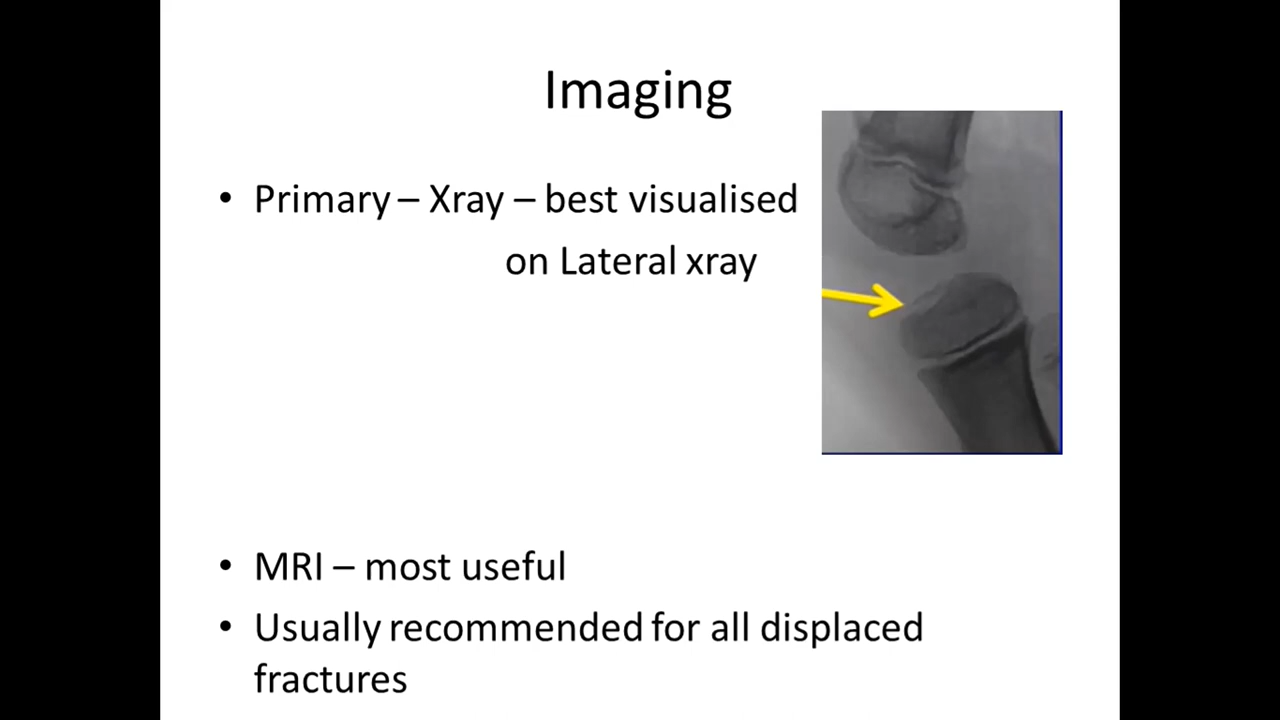 Imaging
• Primary – Xray – best visualised
on Lateral xray
• MRI – most useful
• Usually recommended for all displaced
fractures